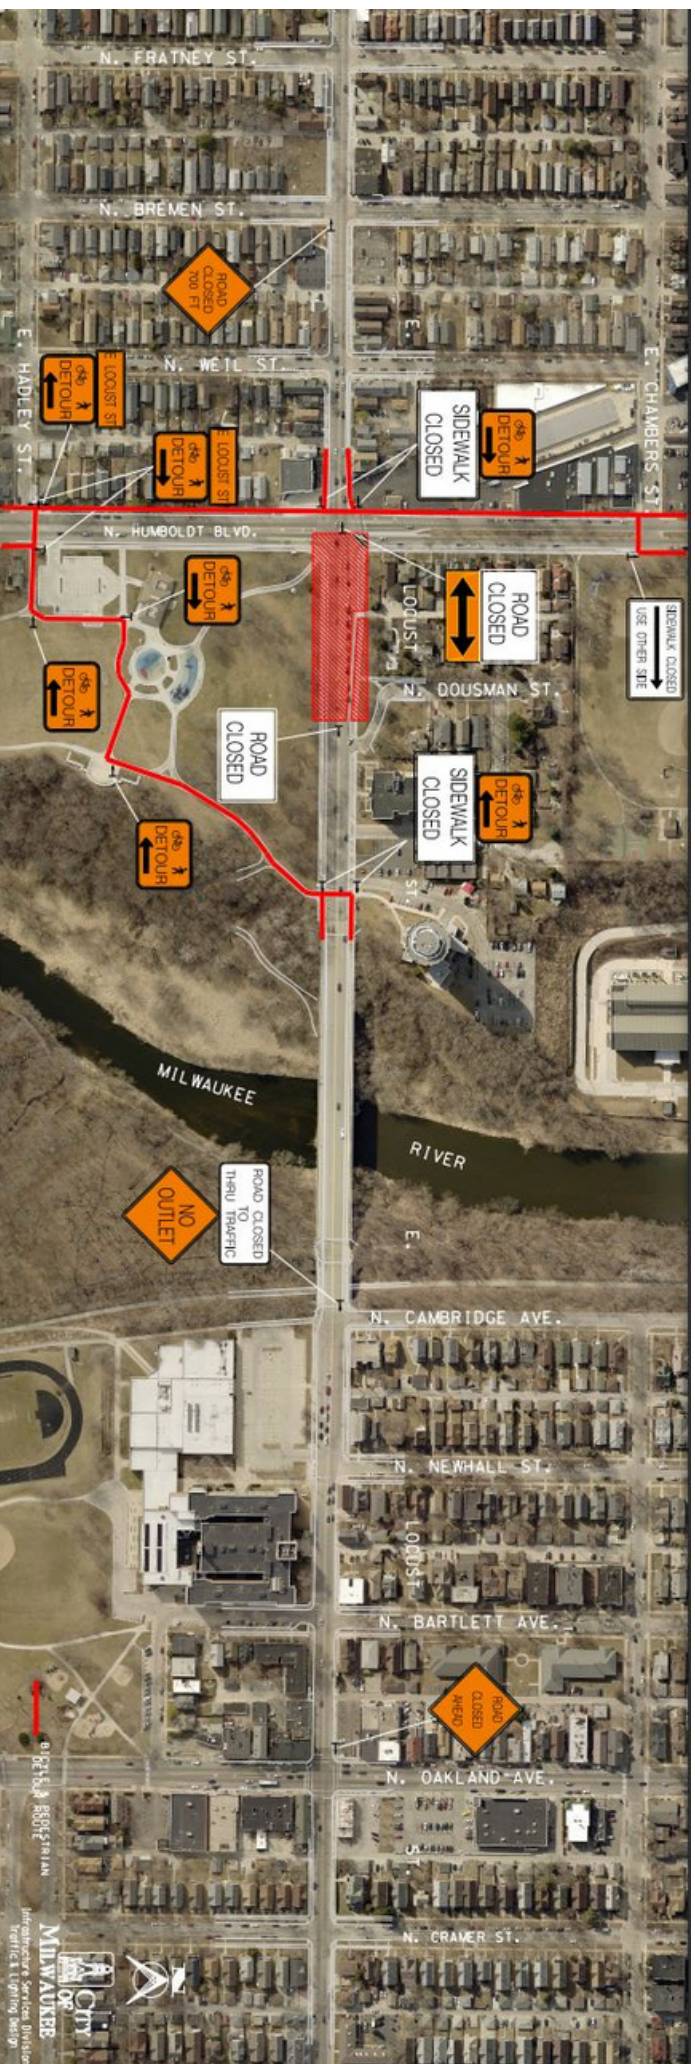 N. FRATNEY ST.
N. BREMEN ST.
ROAD
CLOSED
700 FT
N. WEIL ST.
E.
E. HADLEY ST.
E. CHAMBERS ST.
E LOCUST ST
DETOUR
E LOCUST ST
DETOUR
SIDEWALK
CLOSED
DETOUR
N. HUMBOLDT BLVD.
DETOUR
LOCUST
ROAD
CLOSED
SIDEWALK CLOSED
USE OTHER SIDE
DETOUR
N. DOUSMAN ST.
ROAD
CLOSED
SIDEWALK
CLOSED
DETOUR
DETOUR
ST.
MILWAUKEE
RIVER
NO
OUTLET
ROAD CLOSED
TO
THRU TRAFFIC
E.
N. CAMBRIDGE AVE.
N. NEWHALL ST.
LOCUST
N. BARTLETT AVE.
ROAD
CLOSED
AHEAD
N. OAKLAND AVE.
BICYLE & PEDESTRIAN
DETOUR ROUTE
ST.
N. CRAMER ST.
N
CITY
OF
MILWAUKEE
Infrastructure Services Division
Traffic & Lighting Design